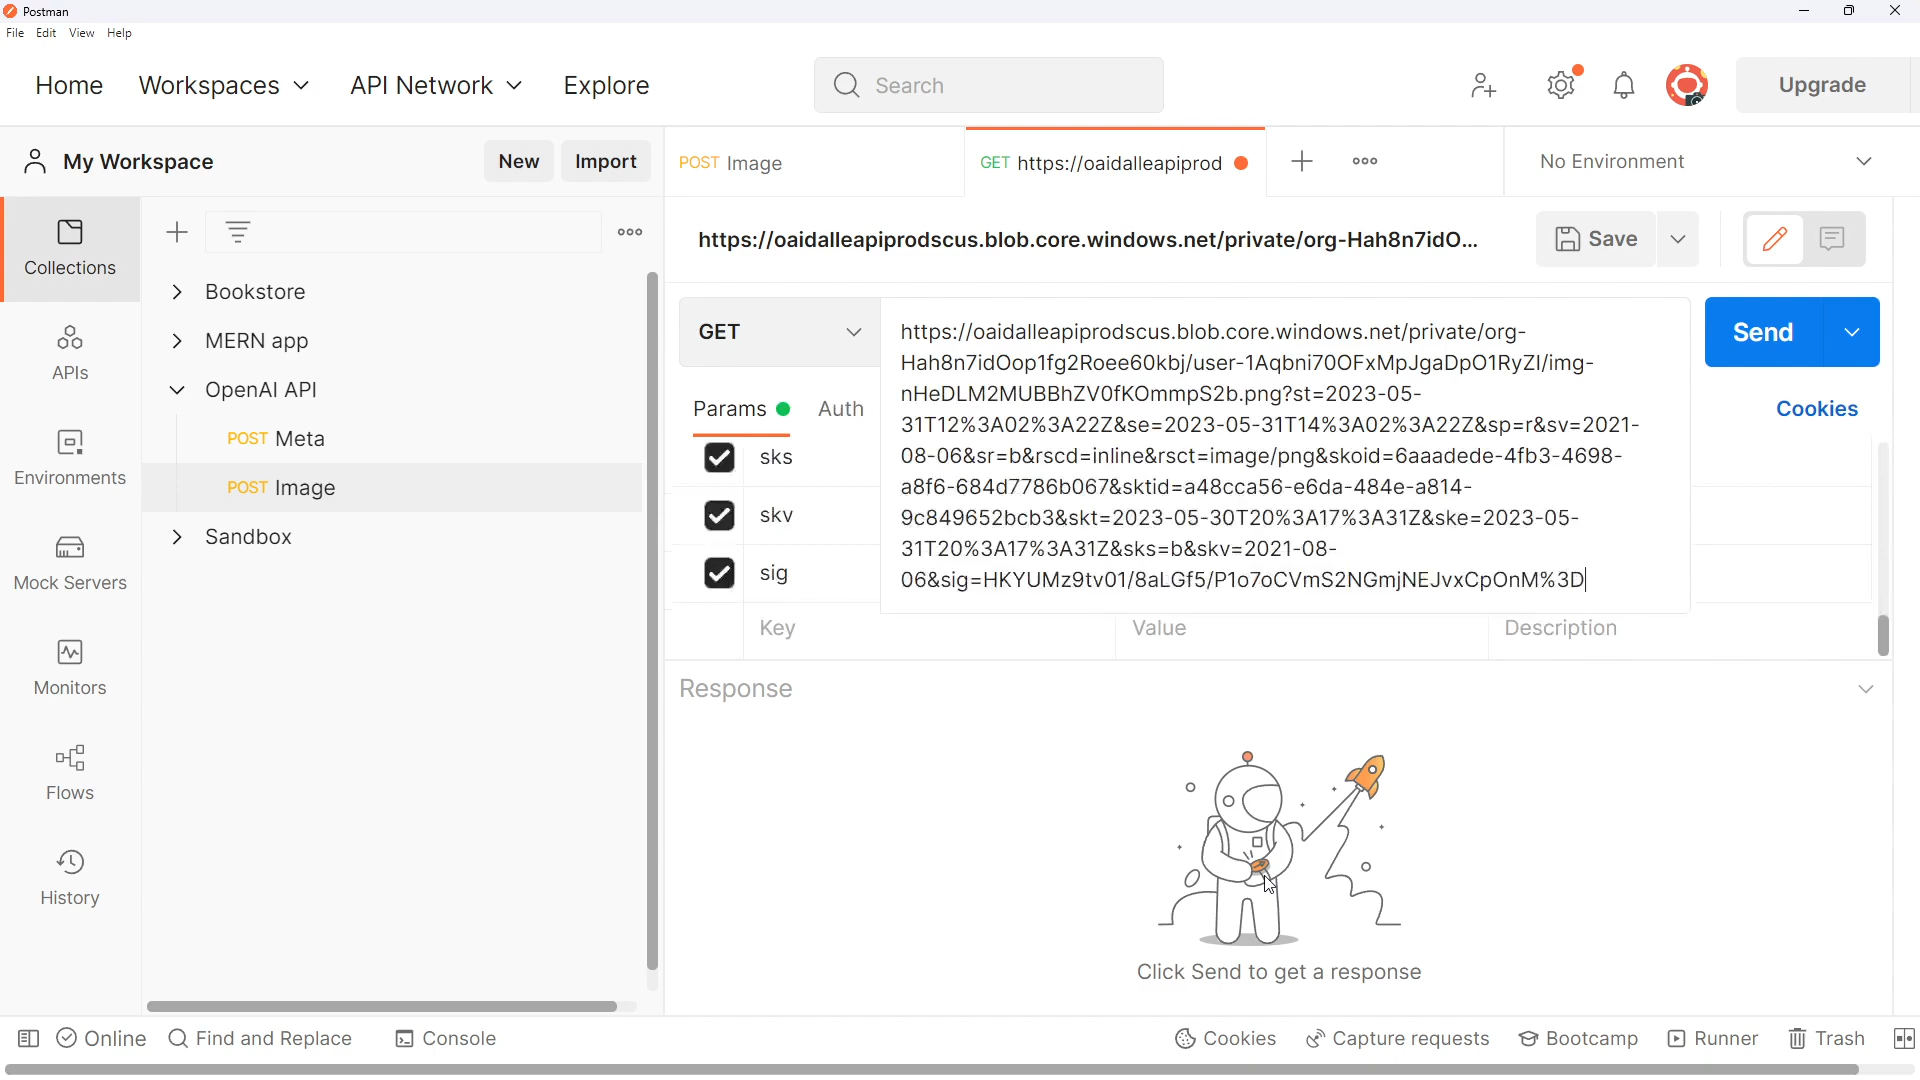 Postman
File Edit View Help
Home Workspaces API Network Explore
Search
Upgrade
My Workspace
New
Import
POST Image
GET https://oaidalleapiprod
No Environment
Collections
APIs
Environments
Mock Servers
Monitors
Flows
History
Bookstore
MERN app
OpenAI API
POST Meta
POST Image
Sandbox
https://oaidalleapiprodscus.blob.core.windows.net/private/org-Hah8n7idO...
Save
GET
https://oaidalleapiprodscus.blob.core.windows.net/private/org-
Hah8n7idOop1fg2Roee60kbj/user-1Aqbni70OFxMpJgaDpO1RyZI/img-
nHeDLM2MUBBhZV0fKOmmpS2b.png?st=2023-05-
31T12%3A02%3A22Z&se=2023-05-31T14%3A02%3A22Z&sp=r&sv=2021-
08-06&sr=b&rscd=inline&rsct=image/png&skoid=6aaadede-4fb3-4698-
a8f6-684d7786b067&sktid=a48cca56-e6da-484e-a814-
9c849652bcb3&skt=2023-05-30T20%3A17%3A31Z&ske=2023-05-
31T20%3A17%3A31Z&sks=b&skv=2021-08-
06&sig=HKYUMz9tv01/8aLGf5/P1o7oCVmS2NGmjNEJvxCpOnM%3D
Send
Params Auth
Cookies
sks
skv
sig
Key Value Description
Response
Click Send to get a response
Online Find and Replace Console
Cookies Capture requests Bootcamp Runner Trash